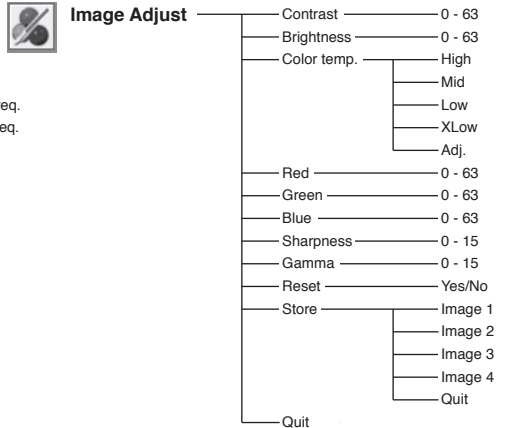 Image Adjust Contrast 0 - 63
Brightness 0 - 63
Color temp. High
Mid
eq.
Low
eq.
XLow
Adj.
Red 0 - 63
Green 0 - 63
Blue 0 - 63
Sharpness 0 - 15
Gamma 0 - 15
Reset Yes/No
Store Image 1
Image 2
Image 3
Image 4
Quit
Quit